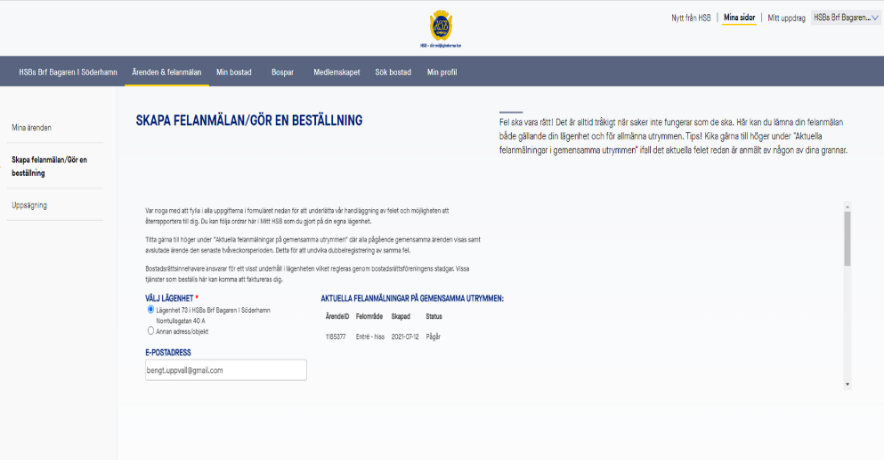 HSB - där möjligheterna bor
Nytt från HSB | Mina sidor | Mitt uppdrag HSBs Brf Bagaren...
HSBs Brf Bagaren I Söderhamn Ärenden & felanmälan Min bostad Bospar Medlemskapet Sök bostad Min profil
Mina ärenden
Skapa felanmälan/Gör en
beställning
Uppsägning
SKAPA FELANMÄLAN/GÖR EN BESTÄLLNING
Fel ska vara rätt! Det är alltid tråkigt när saker inte fungerar som de ska. Här kan du lämna din felanmälan
både gällande din lägenhet och för allmänna utrymmen. Tips! Kika gärna till höger under "Aktuella
felanmälningar i gemensamma utrymmen" ifall det aktuella felet redan är anmält av någon av dina grannar.
Var noga med att fylla i alla uppgifterna i formuläret nedan för att underlätta vår handläggning av felet och möjligheten att
återrapportera till dig. Du kan följa ordrar här i Mitt HSB som du gjort på din egna lägenhet.
Titta gärna till höger under "Aktuella felanmälningar på gemensamma utrymmen" där alla pågående gemensamma ärenden visas samt
avslutade ärende den senaste tvåveckorsperioden. Detta för att undvika dubbelregistrering av samma fel.
Bostadsrättsinnehavare ansvarar för ett visst underhåll i lägenheten vilket regleras genom bostadsrättsföreningens stadgar. Vissa
tjänster som beställs här kan komma att faktureras dig.
VÄLJ LÄGENHET *
Lägenhet 73 i HSBs Brf Bagaren I Söderhamn
Norrtullsgatan 40 A
Annan adress/objekt
E-POSTADRESS
bengt.uppvall@gmail.com
AKTUELLA FELANMÄLNINGAR PÅ GEMENSAMMA UTRYMMEN:
ÄrendeID Felområde Skapad Status
1185377 Entré - hiss 2021-07-12 Pågår